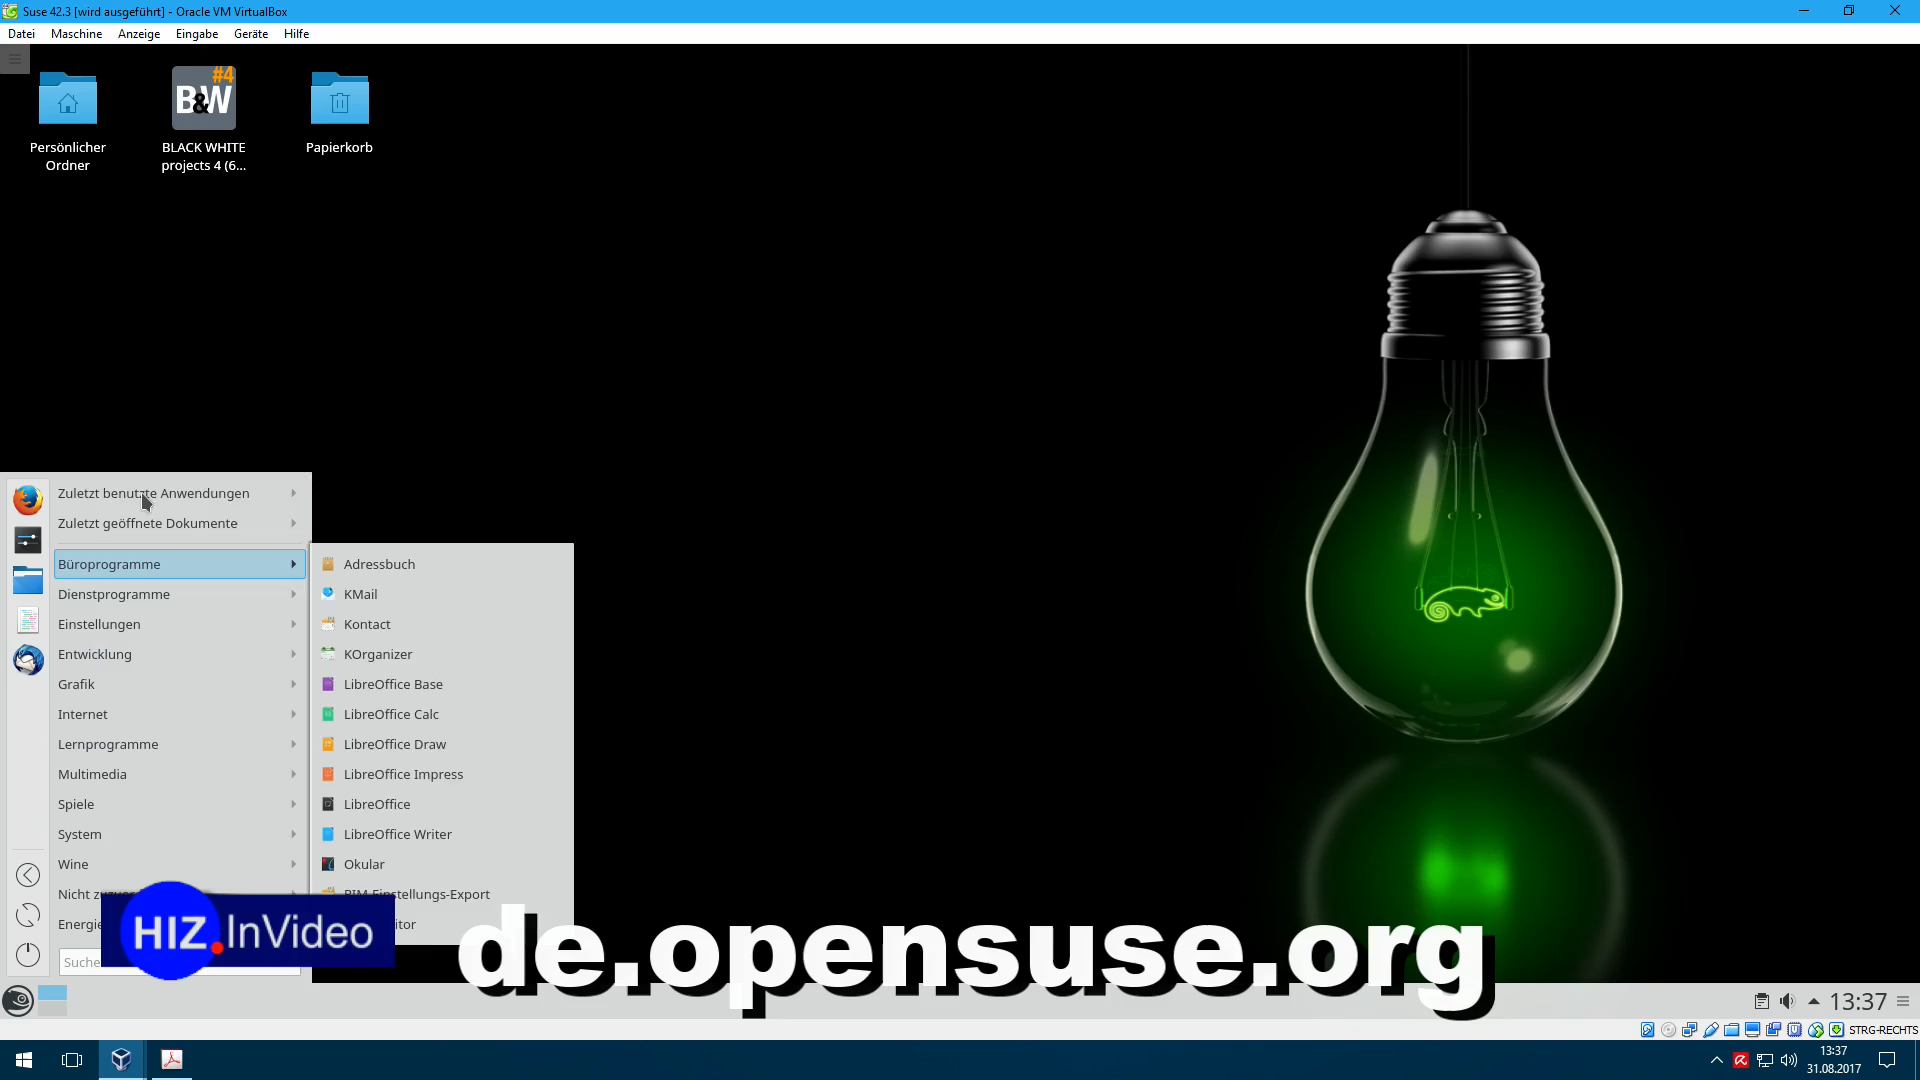 Suse 42.3 [wird ausgeführt] - Oracle VM VirtualBox
Datei Maschine Anzeige Eingabe Geräte Hilfe
#4
B&W
Persönlicher Ordner
BLACK WHITE projects 4 (6...
Papierkorb
Zuletzt benutzte Anwendungen
Zuletzt geöffnete Dokumente
Büroprogramme
Dienstprogramme
Einstellungen
Entwicklung
Grafik
Internet
Lernprogramme
Multimedia
Spiele
System
Wine
Nicht
Energie
Suche
Adressbuch
KMail
Kontact
KOrganizer
LibreOffice Base
LibreOffice Calc
LibreOffice Draw
LibreOffice Impress
LibreOffice
LibreOffice Writer
Okular
PIM-Einstellungs-Export
HIZ.InVideo
de.opensuse.org
13:37
STRG-RECHTS
13:37
31.08.2017